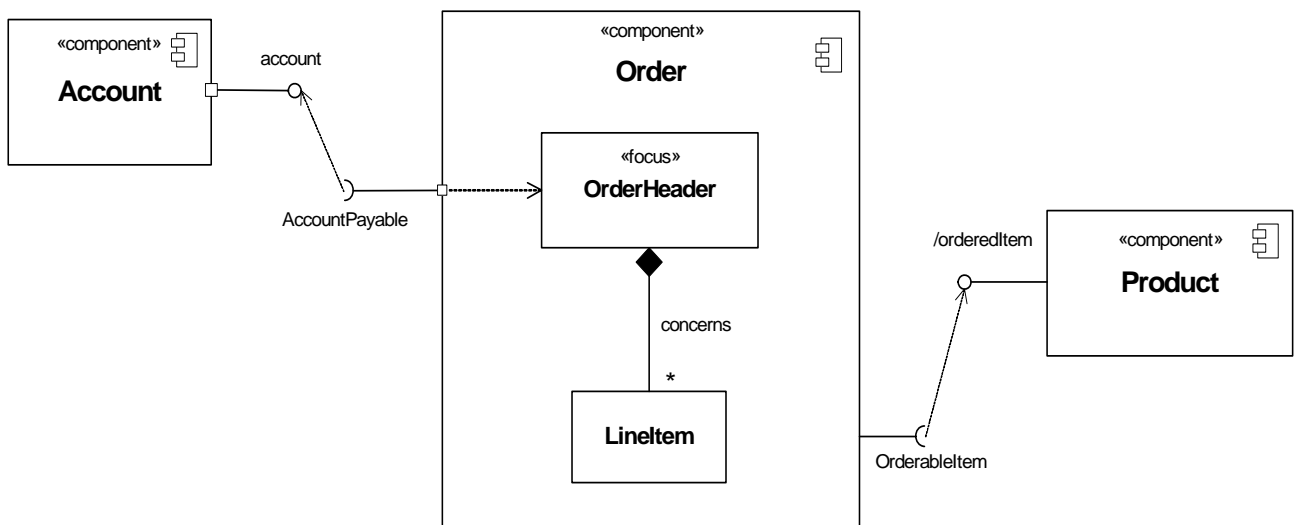 «component»
Account
account
AccountPayable
«component»
Order
«focus»
OrderHeader
concerns
*
LineItem
/orderedItem
OrderableItem
«component»
Product